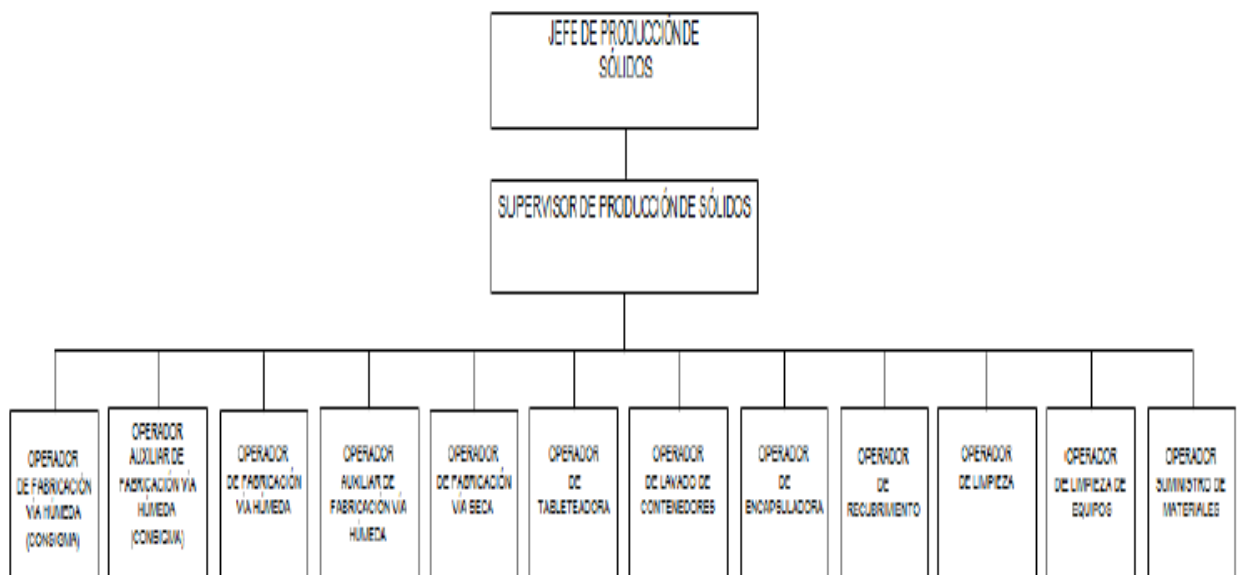 JEFE DE PRODUCCIÓN DE
SÓLIDOS
SUPERVISOR DE PRODUCCIÓN DE SÓLIDOS
OPERADOR
DE FABRICACIÓN
VÍA HÚMEDA
(CONSIGMA)
OPERADOR
AUXILIAR DE
FABRICACIÓN VÍA
HÚMEDA
(CONSIGMA)
OPERADOR
DE FABRICACIÓN
VÍA HÚMEDA
OPERADOR
AUXILIAR DE
FABRICACIÓN VÍA
HÚMEDA
OPERADOR
DE FABRICACIÓN
VÍA SECA
OPERADOR
DE
TABLETEADORA
OPERADOR
DE LAVADO DE
CONTENEDORES
OPERADOR
DE
ENCAPSULADORA
OPERADOR
DE
RECUBRIMIENTO
OPERADOR
DE LIMPIEZA
OPERADOR
DE LIMPIEZA DE
EQUIPOS
OPERADOR
SUMINISTRO DE
MATERIALES